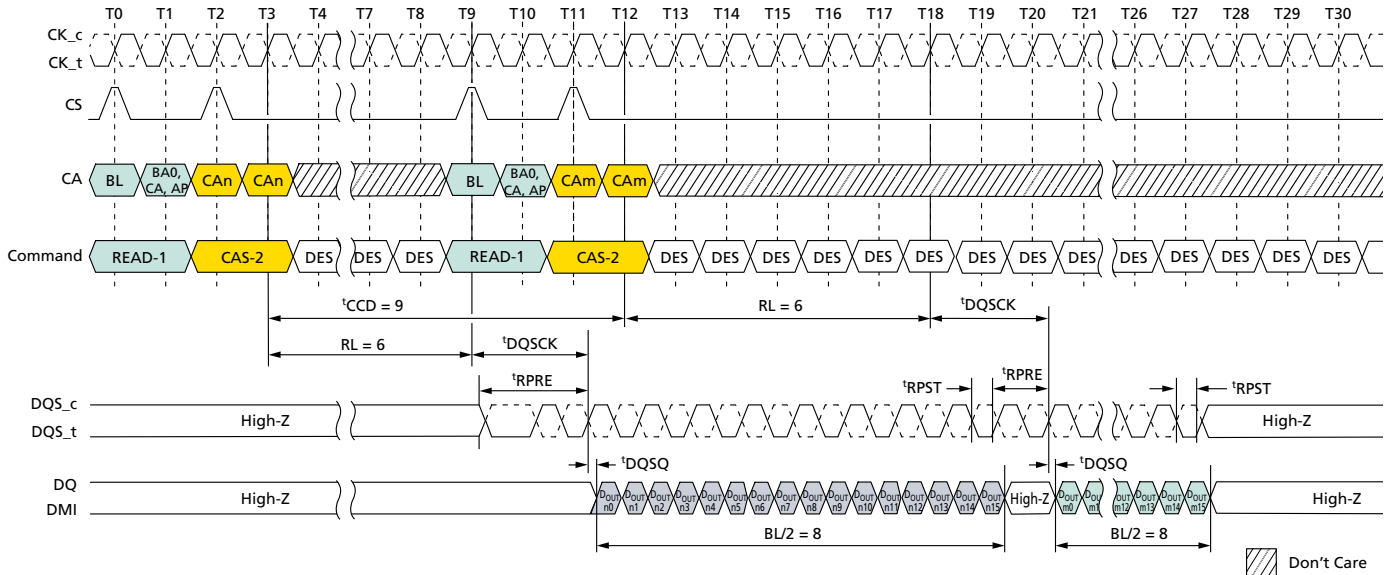 T0 T1 T2 T3 T4 T7 T8 T9 T10 T11 T12 T13 T14 T15 T16 T17 T18 T19 T20 T21 T26 T27 T28 T29 T30
CK_c
CK_t
CS
CA BL BA0, CA, AP CAn CAn BL BA0, CA, AP CAm CAm
Command READ-1 CAS-2 DES DES DES READ-1 CAS-2 DES DES DES DES DES DES DES DES DES DES DES DES DES DES
tCCD = 9 RL = 6 tDQSCK
RL = 6 tDQSCK
tRPRE tRPST tRPRE tRPST
DQS_c
DQS_t
High-Z High-Z
tDQSQ tDQSQ
DQ
DMI
High-Z DOUT n0 DOUT n1 DOUT n2 DOUT n3 DOUT n4 DOUT n5 DOUT n6 DOUT n7 DOUT n8 DOUT n9 DOUT n10 DOUT n11 DOUT n12 DOUT n13 DOUT n14 DOUT n15 High-Z DOUT m0 DOUT m1 DOUT m12 DOUT m13 DOUT m14 DOUT m15 High-Z
BL/2 = 8 BL/2 = 8
Don't Care